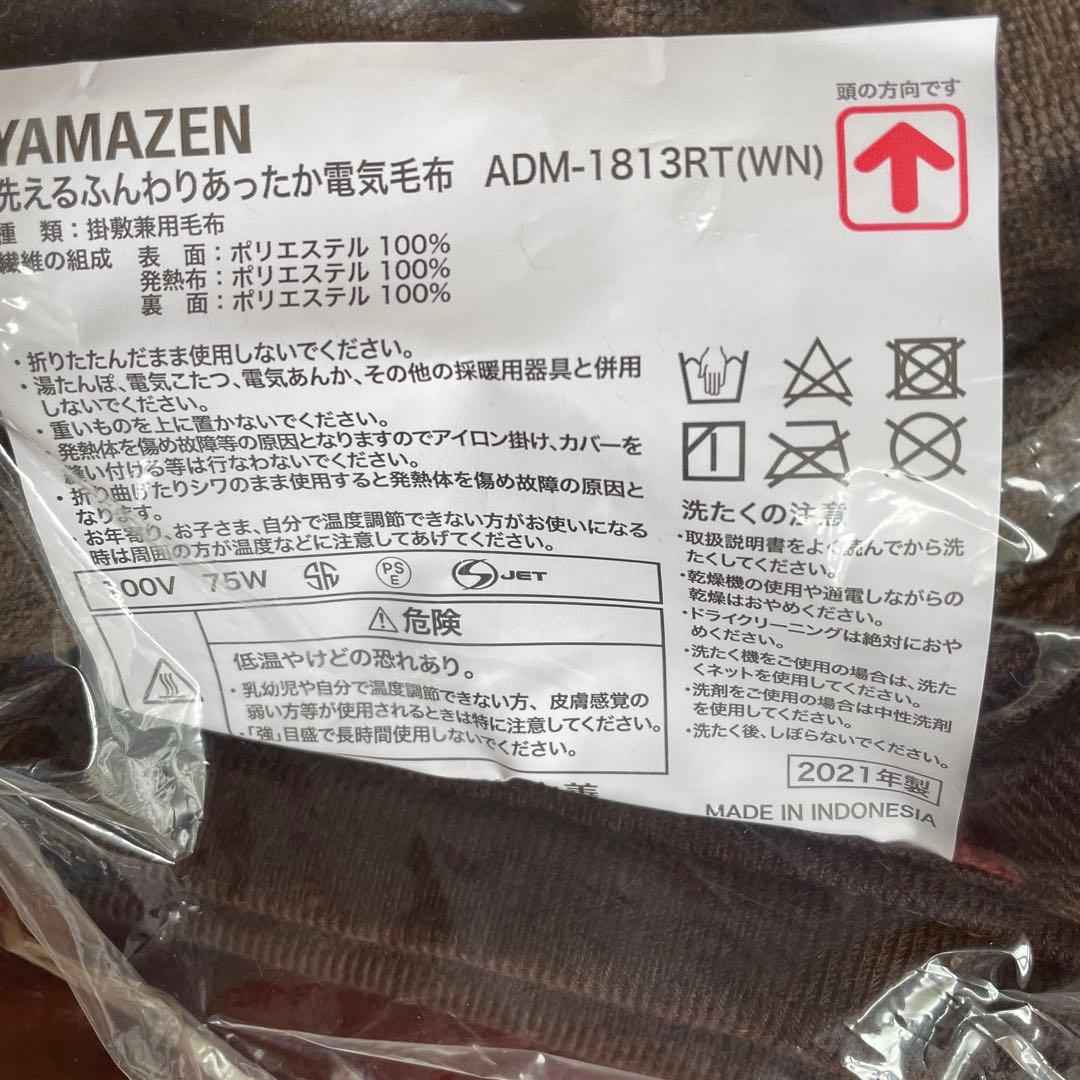 YAMAZEN
洗えるふんわりあったか電気毛布 ADM-1813RT(WN)
頭の方向です
種 類:掛敷兼用毛布
繊維の組成 表 面:ポリエステル 100%
発熱布:ポリエステル 100%
裏 面:ポリエステル 100%
・折りたたんだまま使用しないでください。
・湯たんぽ、電気こたつ、電気あんか、その他の採暖用器具と併用
しないでください。
・重いものを上に置かないでください。
・発熱体を傷め故障等の原因となりますのでアイロン掛け、カバーを
縫い付ける等は行なわないでください。
・折り曲げたりシワのまま使用すると発熱体を傷め故障の原因と
なります。
・お年寄り、お子さま、自分で温度調節できない方がお使いになる
時は周囲の方が温度などに注意してあげてください。
100V 75W PSE JET
⚠危険
低温やけどの恐れあり。
・乳幼児や自分で温度調節できない方、皮膚感覚の
弱い方等が使用されるときは特に注意してください。
・「強」目盛で長時間使用しないでください。
洗たくの注意
・取扱説明書をよく読んでから洗
たくしてください。
・乾燥機の使用や通電しながらの
乾燥はおやめください。
・ドライクリーニングは絶対におや
めください。
・洗たく機をご使用の場合は、洗た
くネットを使用してください。
・洗剤をご使用の場合は中性洗剤
を使用してください。
・洗たく後、しぼらないでください。
2021年製
MADE IN INDONESIA